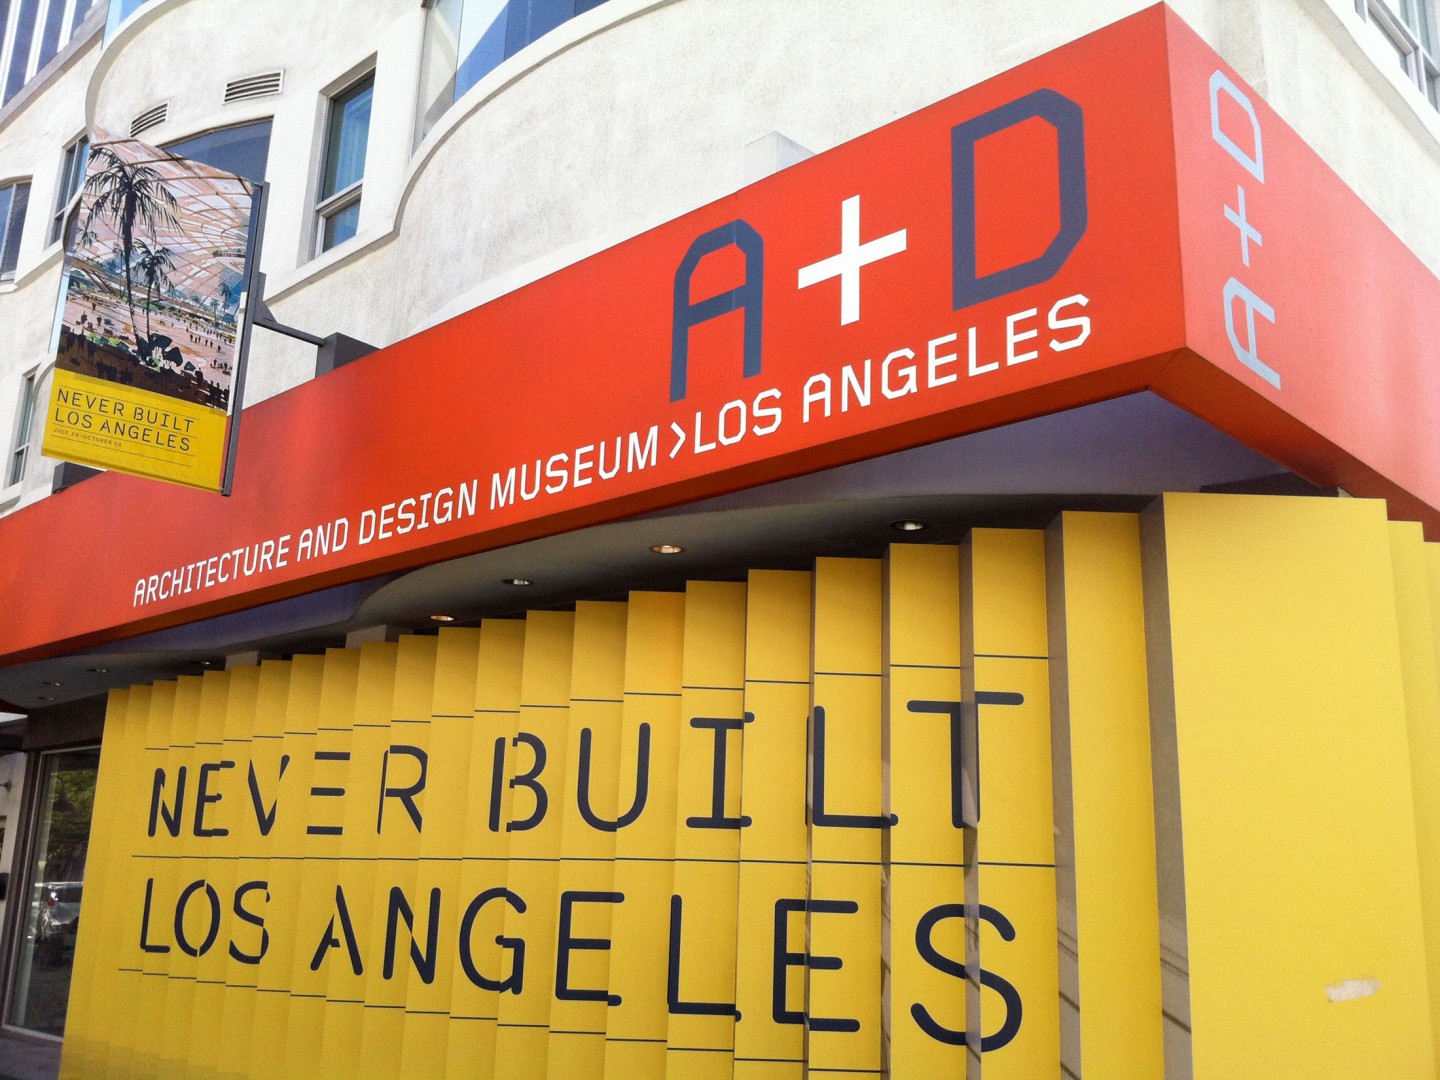 A+D
ARCHITECTURE AND DESIGN MUSEUM>LOS ANGELES
A+D
NEVER BUILT
LOS ANGELES
NEVER BUILT
LOS ANGELES